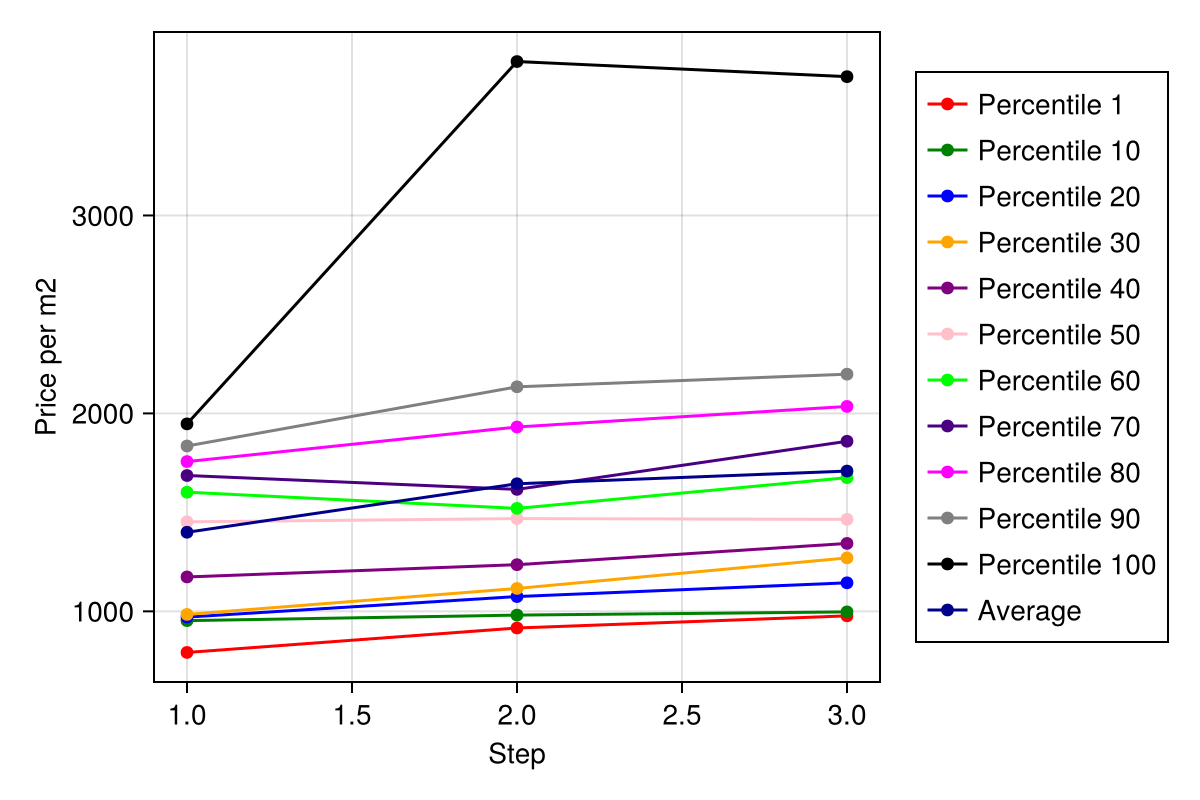 Price per m2
3000
2000
1000
1.0 1.5 2.0 2.5 3.0
Step
Percentile 1
Percentile 10
Percentile 20
Percentile 30
Percentile 40
Percentile 50
Percentile 60
Percentile 70
Percentile 80
Percentile 90
Percentile 100
Average